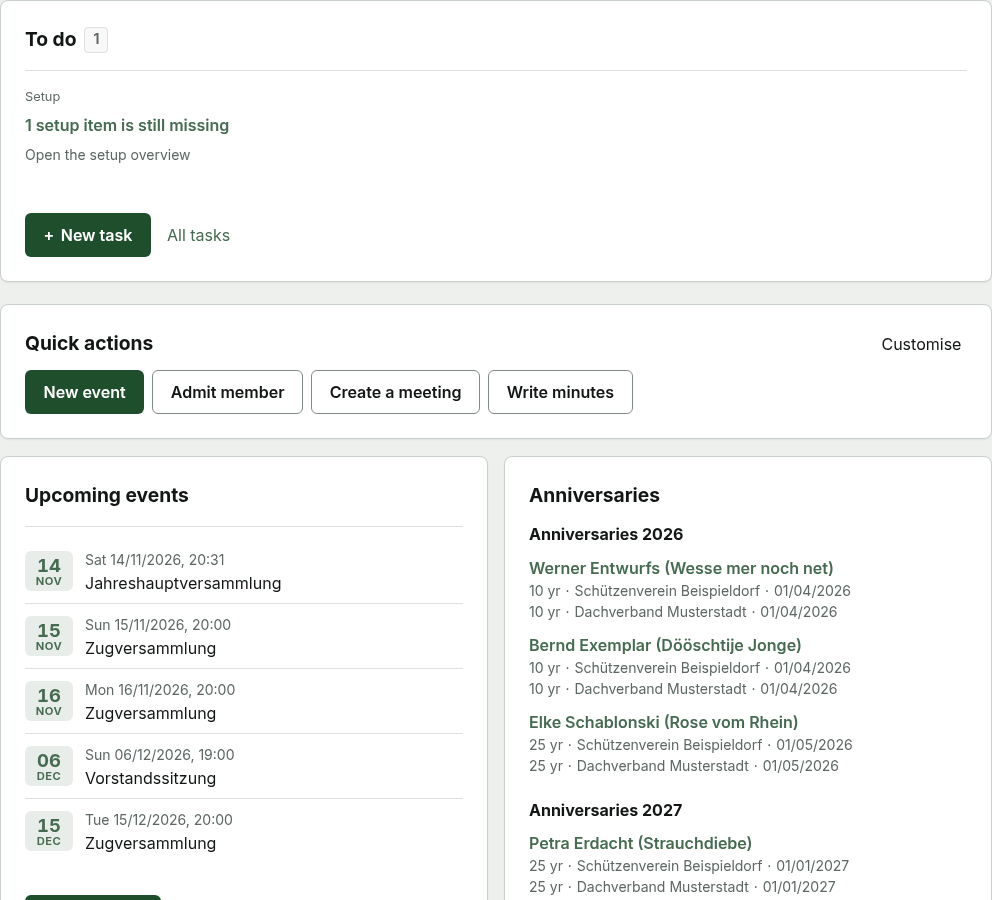 To do 1
Setup
1 setup item is still missing
Open the setup overview
+ New task All tasks
Quick actions Customise
New event Admit member Create a meeting Write minutes
Upcoming events
14 NOV
Sat 14/11/2026, 20:31
Jahreshauptversammlung
15 NOV
Sun 15/11/2026, 20:00
Zugversammlung
16 NOV
Mon 16/11/2026, 20:00
Zugversammlung
06 DEC
Sun 06/12/2026, 19:00
Vorstandssitzung
15 DEC
Tue 15/12/2026, 20:00
Zugversammlung
Anniversaries
Anniversaries 2026
Werner Entwurfs (Wesse mer noch net)
10 yr · Schützenverein Beispieldorf · 01/04/2026
10 yr · Dachverband Musterstadt · 01/04/2026
Bernd Exemplar (Dööschtije Jonge)
10 yr · Schützenverein Beispieldorf · 01/04/2026
10 yr · Dachverband Musterstadt · 01/04/2026
Elke Schablonski (Rose vom Rhein)
25 yr · Schützenverein Beispieldorf · 01/05/2026
25 yr · Dachverband Musterstadt · 01/05/2026
Anniversaries 2027
Petra Erdacht (Strauchdiebe)
25 yr · Schützenverein Beispieldorf · 01/01/2027
25 yr · Dachverband Musterstadt · 01/01/2027